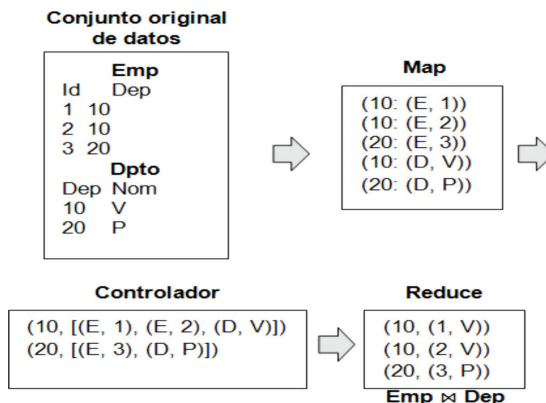 Conjunto original
de datos
Emp
Id Dep
1 10
2 10
3 20
Dpto
Dep Nom
10 V
20 P
Map
(10: (E, 1))
(10: (E, 2))
(20: (E, 3))
(10: (D, V))
(20: (D, P))
Controlador
(10, [(E, 1), (E, 2), (D, V)])
(20, [(E, 3), (D, P)])
Reduce
(10, (1, V))
(10, (2, V))
(20, (3, P))
Emp ⋈ Dep